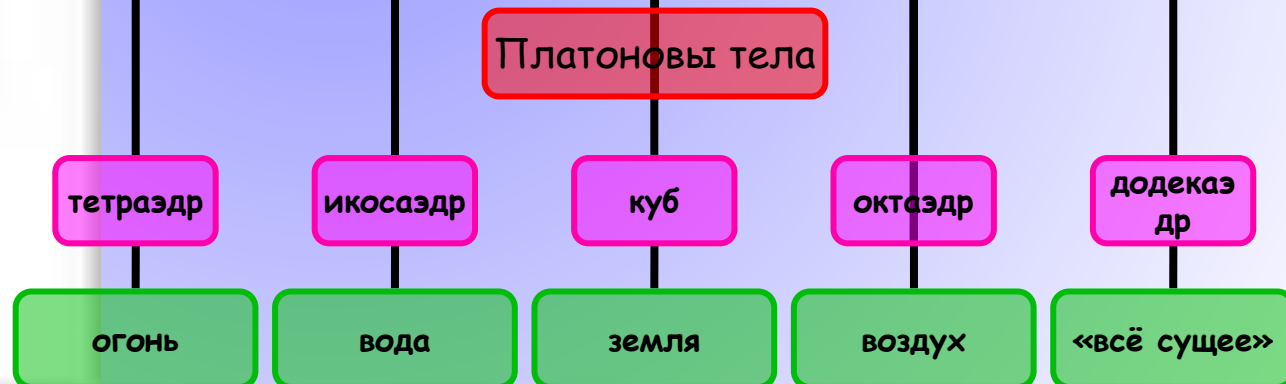 Платоновы тела
тетраэдр
икосаэдр
куб
октаэдр
додекаэ
др
огонь
вода
земля
воздух
«всё сущее»